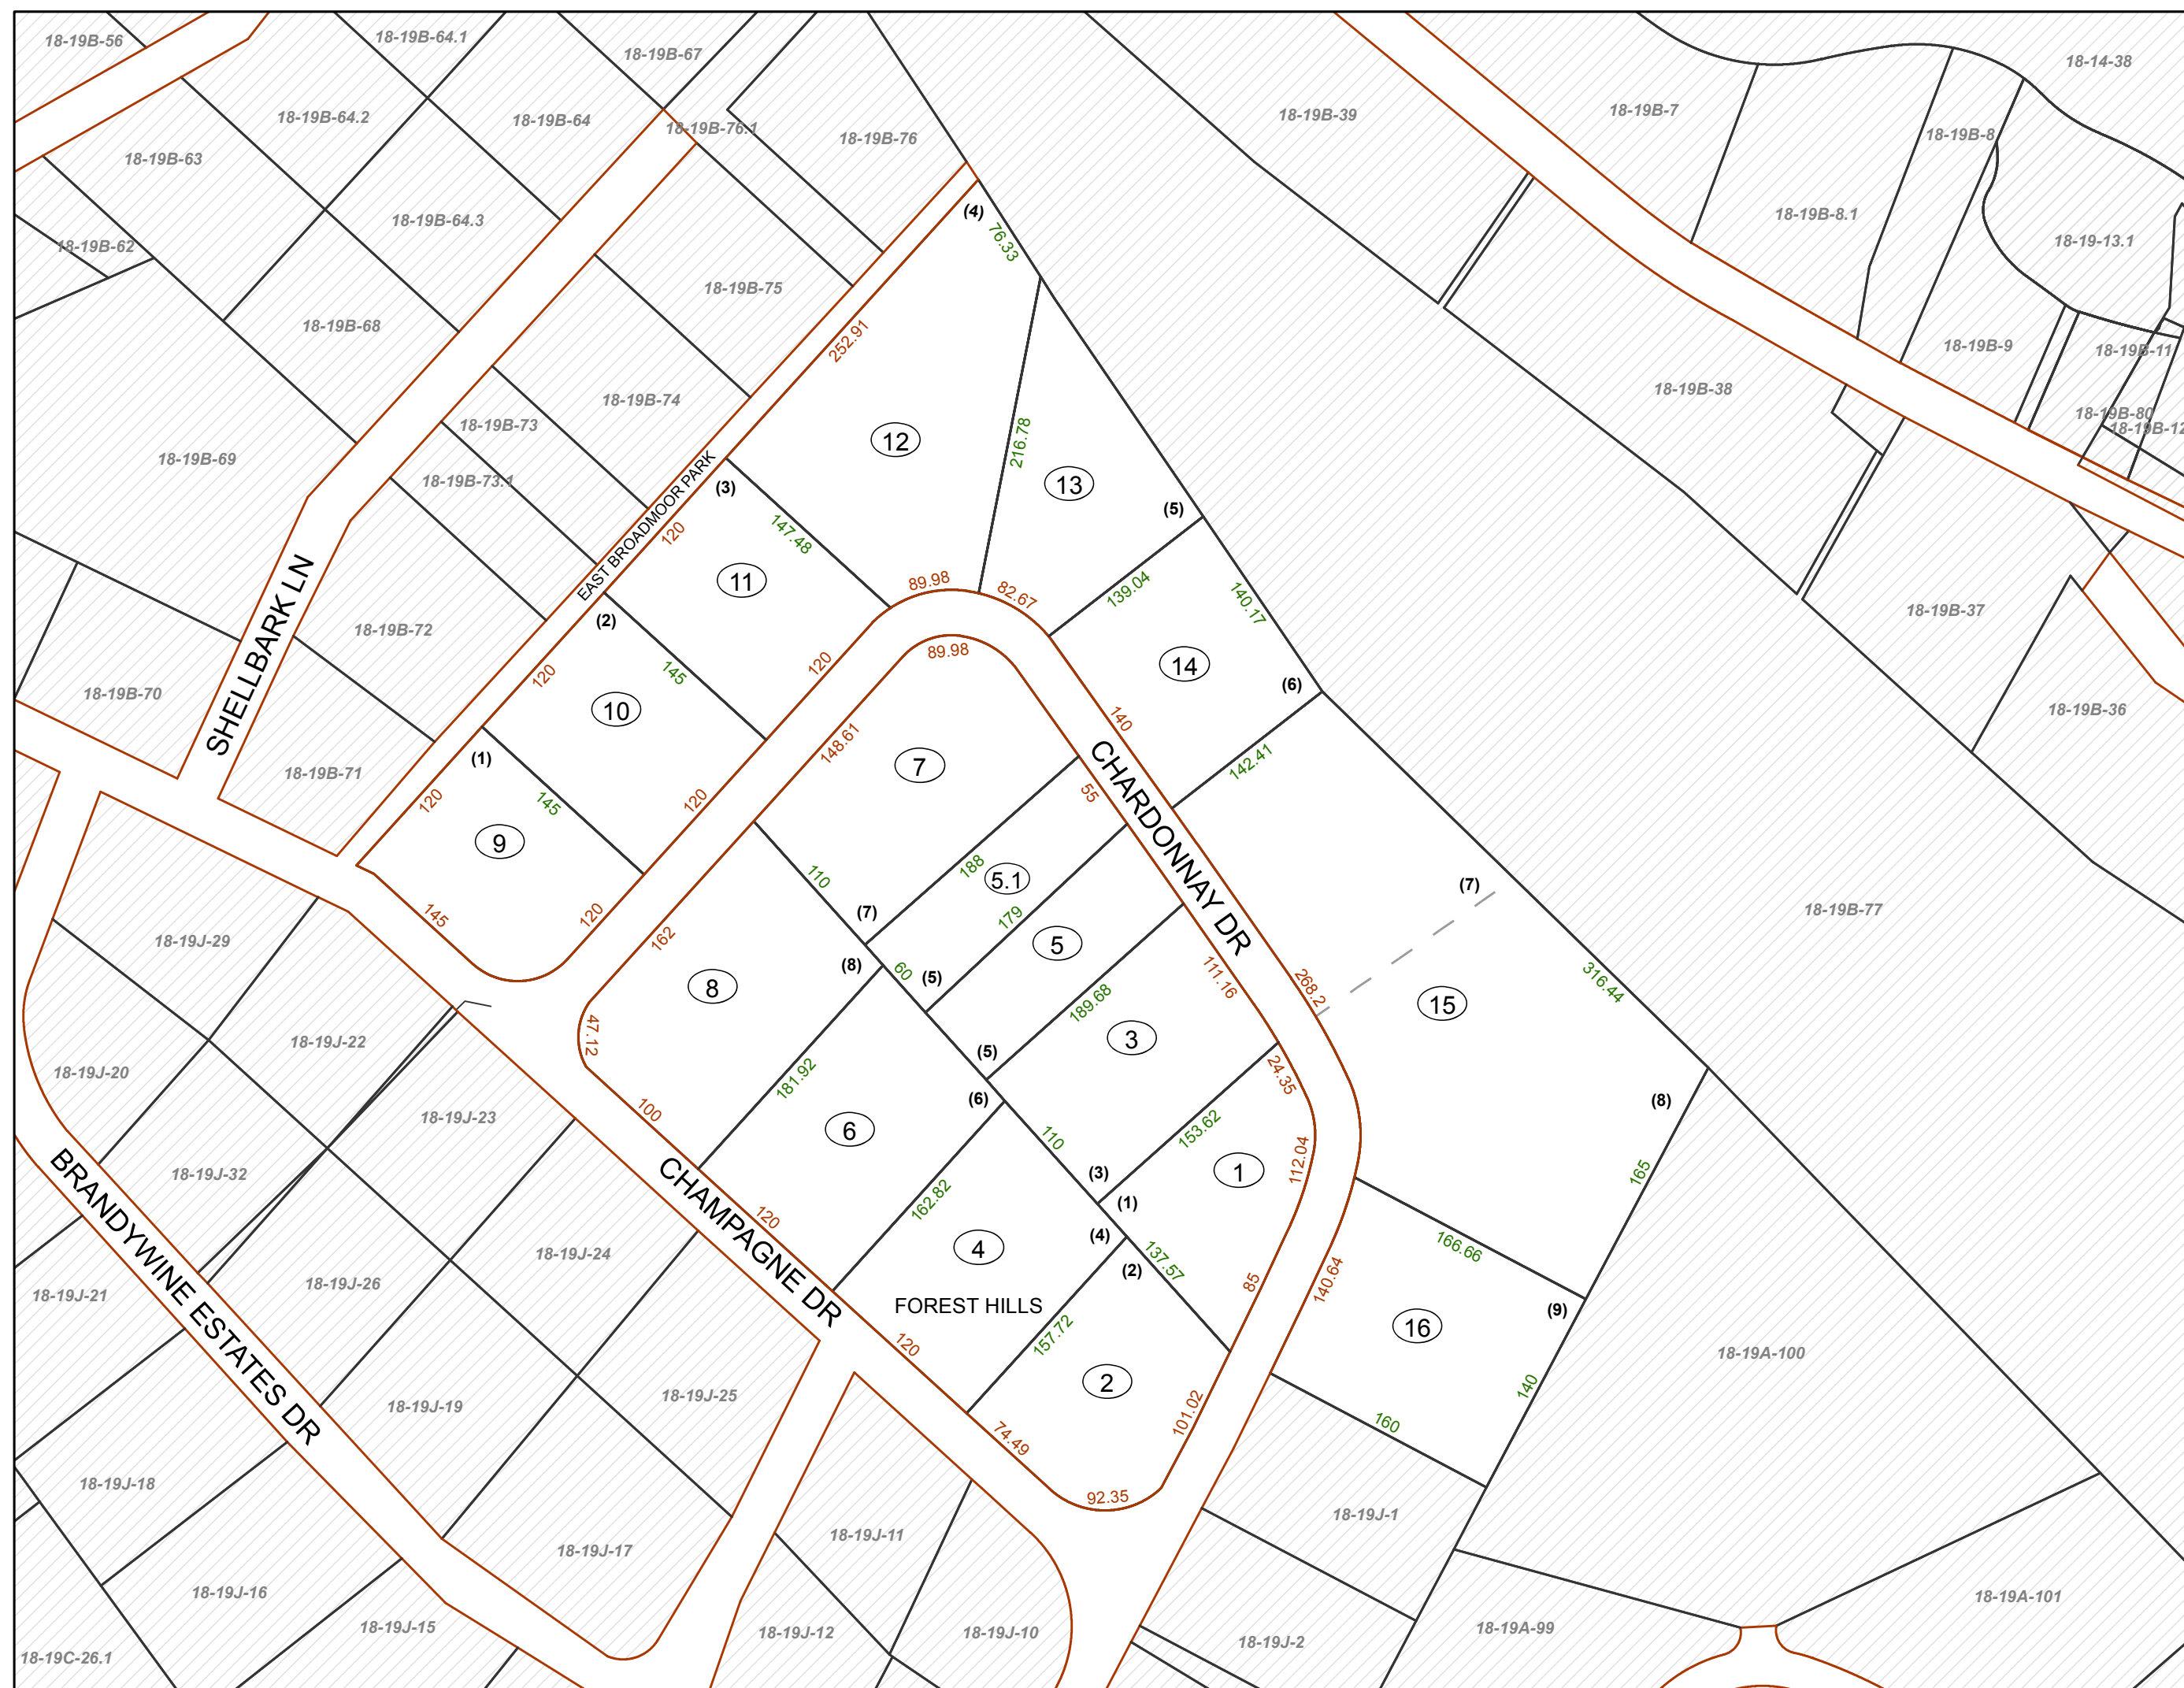 18-19B-56
18-19B-64.1
18-19B-67
18-14-38
18-19B-64.2
18-19B-64
18-19B-76.1
18-19B-76
18-19B-39
18-19B-7
18-19B-8
18-19B-63
18-19B-64.3
18-19B-62
(4)
76.33
18-19B-8.1
18-19-13.1
18-19B-75
18-19B-68
252.91
18-19B-9
18-19B-11
18-19B-74
18-19B-38
18-19B-80
18-19B-12
18-19B-73
12
216.78
18-19B-69
18-19B-73.1
(3)
13
(5)
EAST BROADMOOR PARK
120
147.48
11
89.98
82.67
139.04
140.17
18-19B-37
SHELLBARK LN
18-19B-72
(2)
120
145
120
89.98
14
(6)
18-19B-70
10
18-19B-36
140
148.61
142.41
(1)
18-19B-71
7
120
145
120
55
CHARDONNAY DR
9
188
5.1
110
(7)
18-19B-77
145
120
(7)
179
162
18-19J-29
5
(8)
60
(5)
111.16
268.2
316.44
8
189.68
15
47.12
18-19J-22
3
(5)
18-19J-20
181.92
24.35
(6)
(8)
100
18-19J-23
6
110
153.62
112.04
BRANDYWINE ESTATES DR
18-19J-32
CHAMPAGNE DR
(3)
1
165
162.82
(1)
120
(4)
18-19J-24
4
137.57
166.66
(2)
85
140.64
18-19J-21
18-19J-26
FOREST HILLS
(9)
16
157.72
120
18-19A-100
2
140
18-19J-19
18-19J-25
101.02
160
74.49
18-19J-18
92.35
18-19J-1
18-19J-11
18-19J-17
18-19J-16
18-19A-101
18-19J-15
18-19J-12
18-19J-10
18-19J-2
18-19A-99
18-19C-26.1